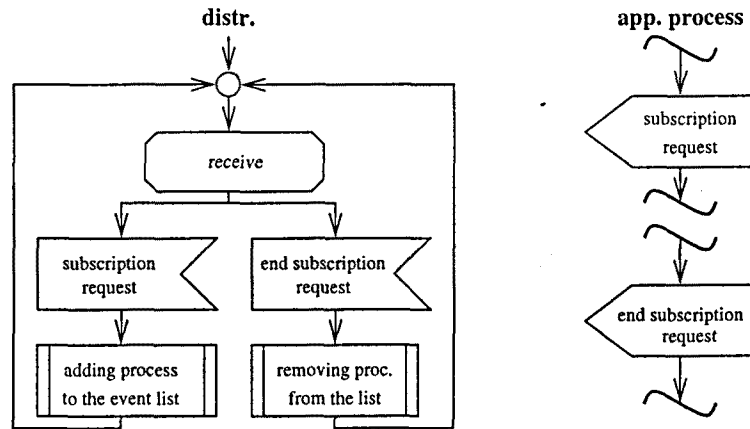 distr.
receive
subscription
request
end subscription
request
adding process
to the event list
removing proc.
from the list
app. process
subscription
request
end subscription
request